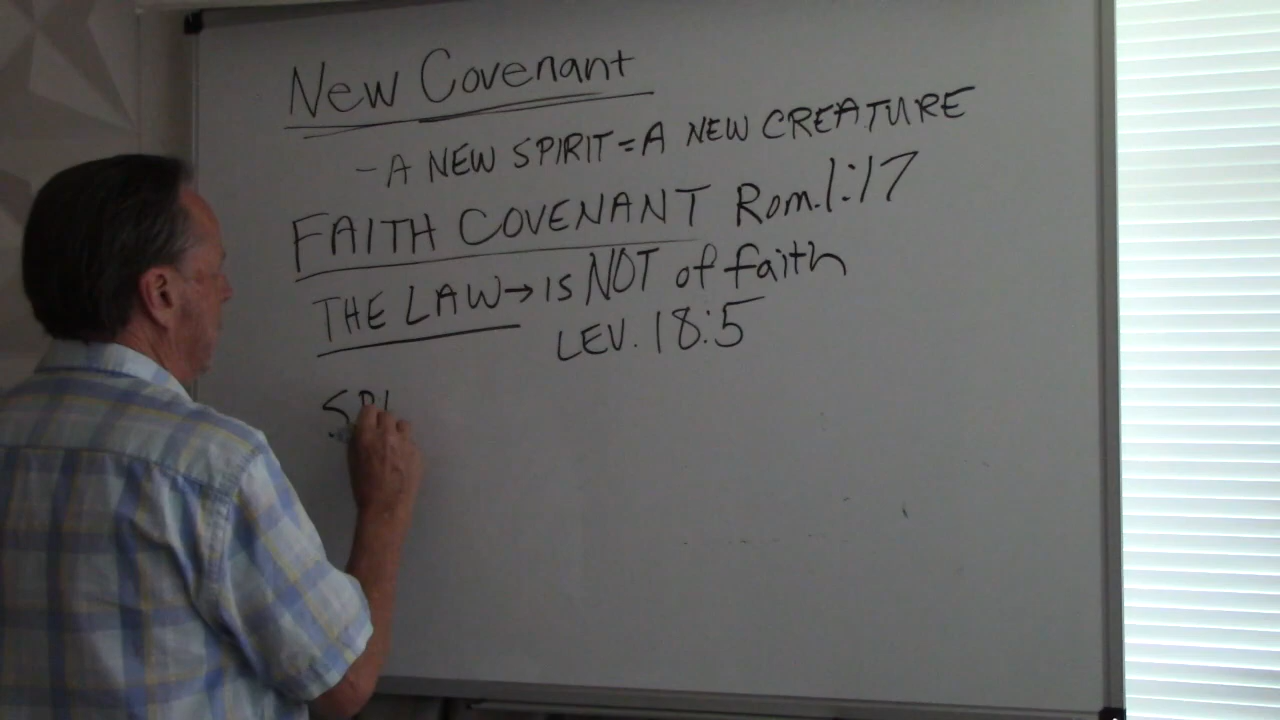 New Covenant
- A NEW SPIRIT = A NEW CREATURE
FAITH COVENANT Rom. 1:17
THE LAW → IS NOT of faith
LEV. 18:5
SPI